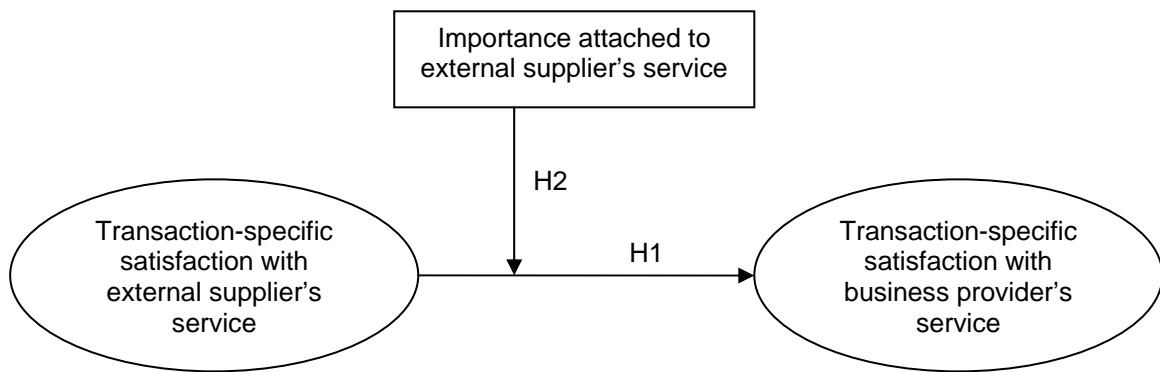 Importance attached to
external supplier's service
H2
Transaction-specific
satisfaction with
external supplier's
service
H1
Transaction-specific
satisfaction with
business provider's
service